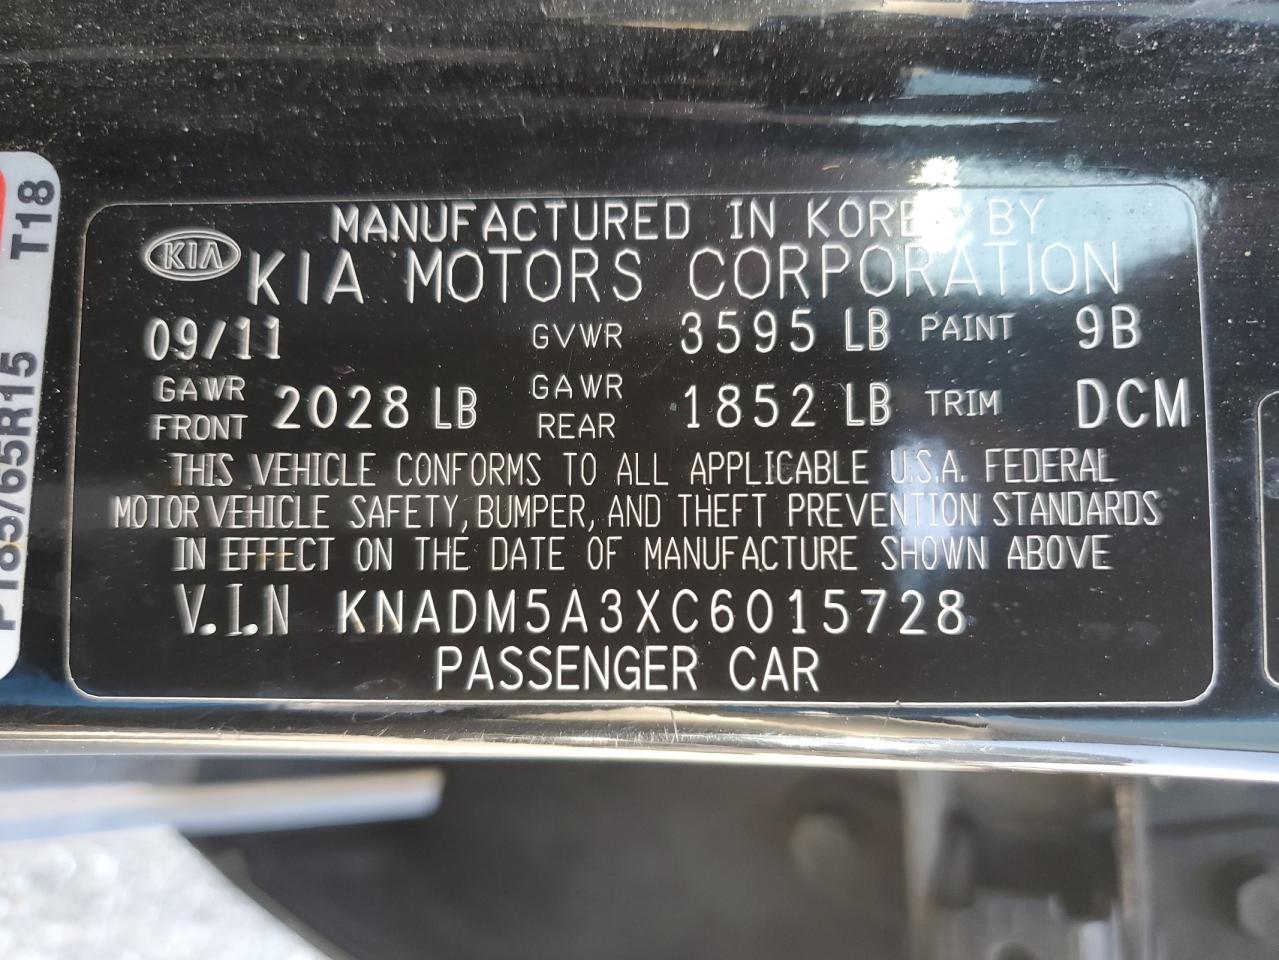 MANUFACTURED IN KOREA BY
KIA KIA MOTORS CORPORATION
09/11 GVWR 3595 LB PAINT 9B
GAWR FRONT 2028 LB GAWR REAR 1852 LB TRIM DCM
THIS VEHICLE CONFORMS TO ALL APPLICABLE U.S.A. FEDERAL
MOTOR VEHICLE SAFETY, BUMPER, AND THEFT PREVENTION STANDARDS
IN EFFECT ON THE DATE OF MANUFACTURE SHOWN ABOVE
V.I.N KNADM5A3XC6015728
PASSENGER CAR
P185/65R15
T18